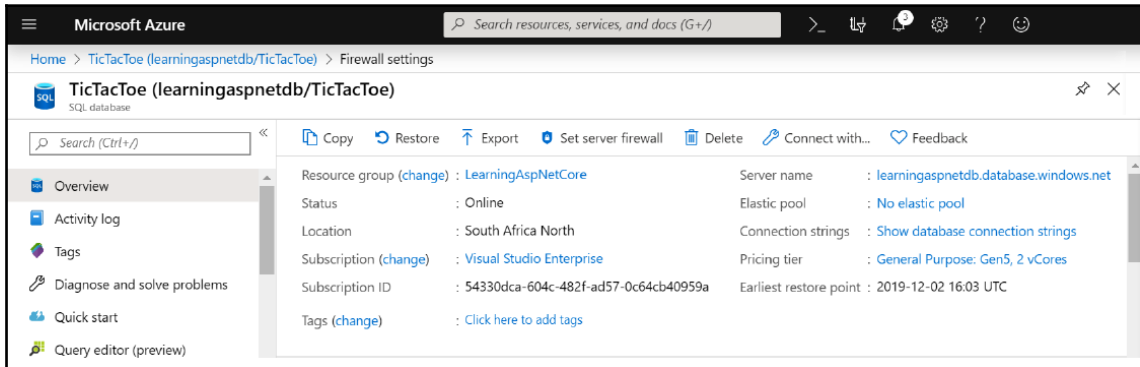 Microsoft Azure
Search resources, services, and docs (G+/)
3
Home > TicTacToe (learningaspnetdb/TicTacToe) > Firewall settings
SQL
TicTacToe (learningaspnetdb/TicTacToe)
SQL database
Search (Ctrl+/)
Copy Restore Export Set server firewall Delete Connect with... Feedback
Overview
Activity log
Tags
Diagnose and solve problems
Quick start
Query editor (preview)
Resource group (change) : LearningAspNetCore
Status : Online
Location : South Africa North
Subscription (change) : Visual Studio Enterprise
Subscription ID : 54330dca-604c-482f-ad57-0c64cb40959a
Tags (change) : Click here to add tags
Server name : learningaspnetdb.database.windows.net
Elastic pool : No elastic pool
Connection strings : Show database connection strings
Pricing tier : General Purpose: Gen5, 2 vCores
Earliest restore point : 2019-12-02 16:03 UTC